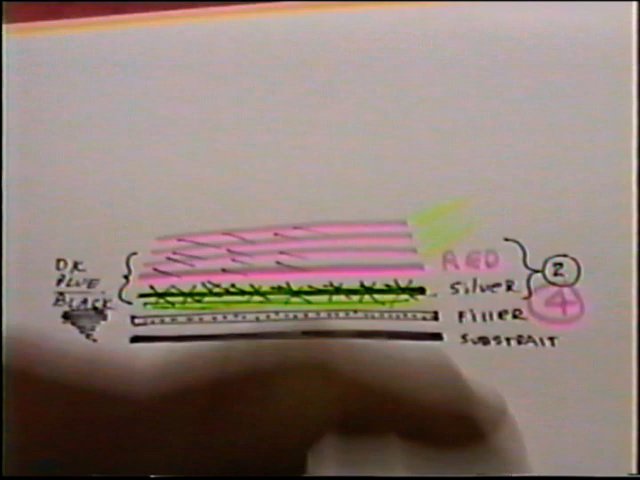 DK
BLUE
BLACK
RED
SILVER
FILLER
SUBSTRAIT
2
4